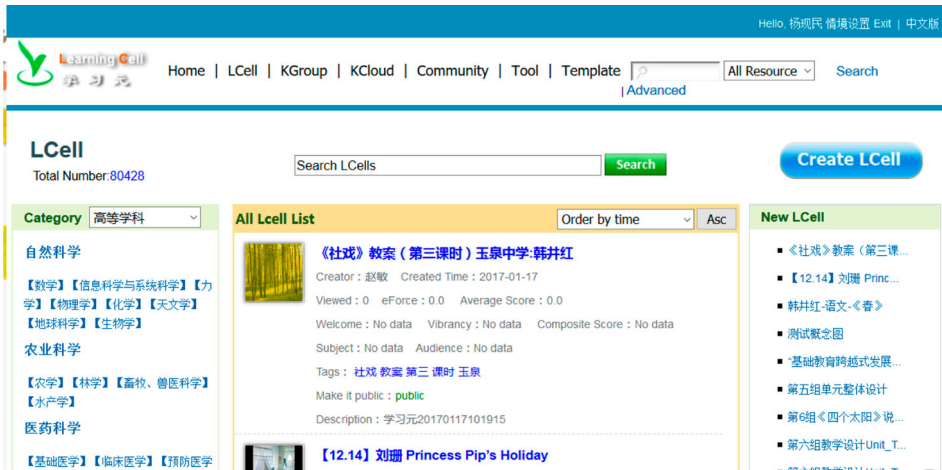 Hello, 杨现民 情境设置 Exit | 中文版
Learning Cell
学习元
Home | LCell | KGroup | KCloud | Community | Tool | Template
All Resource
Search
| Advanced
LCell
Total Number:80428
Search LCells
Search
Create LCell
Category 高等学科
自然科学
【数学】【信息科学与系统科学】【力
学】【物理学】【化学】【天文学】
【地球科学】【生物学】
农业科学
【农学】【林学】【畜牧、兽医科学】
【水产学】
医药科学
【基础医学】【临床医学】【预防医学
All Lcell List
Order by time
Asc
《社戏》教案（第三课时）玉泉中学:韩井红
Creator：赵敏 Created Time：2017-01-17
Viewed：0 eForce：0.0 Average Score：0.0
Welcome：No data Vibrancy：No data Composite Score：No data
Subject：No data Audience：No data
Tags： 社戏 教案 第三 课时 玉泉
Make it public：public
Description：学习元20170117101915
【12.14】刘珊 Princess Pip's Holiday
New LCell
《社戏》教案（第三课...
【12.14】刘珊 Princ...
韩井红-语文-《春》
测试概念图
“基础教育跨越式发展...
第五组单元整体设计
第6组《四个太阳》说...
第六组教学设计Unit_T...